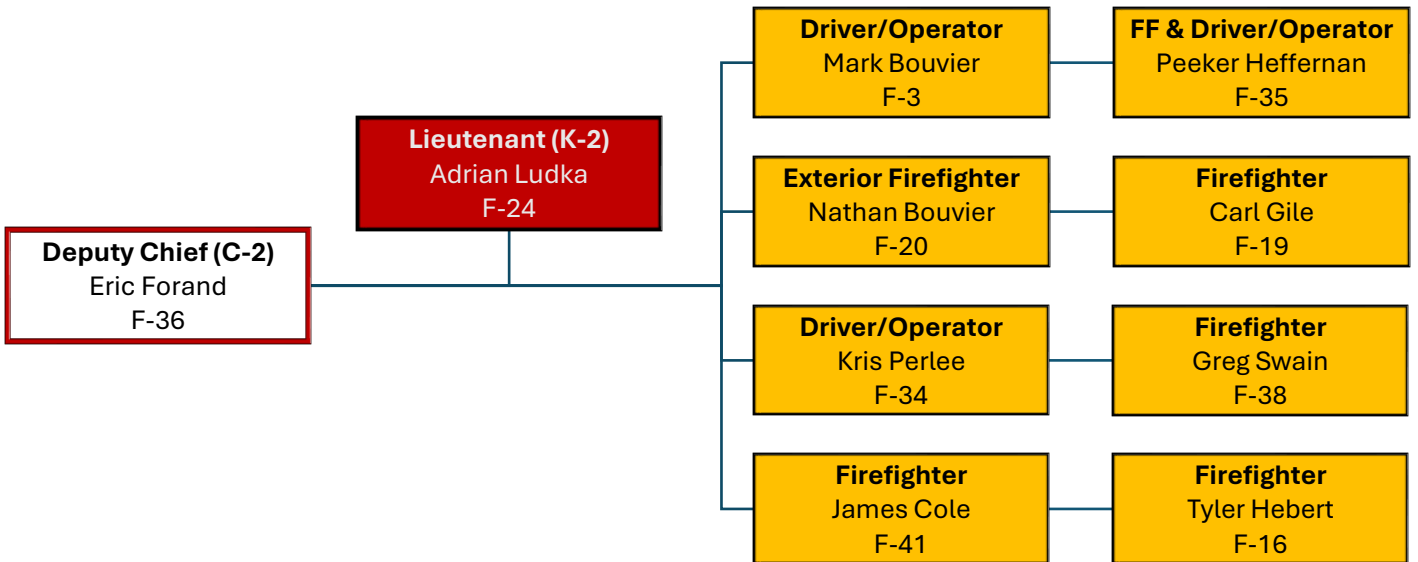 Deputy Chief (C-2)
Eric Forand
F-36
Lieutenant (K-2)
Adrian Ludka
F-24
Driver/Operator
Mark Bouvier
F-3
FF & Driver/Operator
Peeker Heffernan
F-35
Exterior Firefighter
Nathan Bouvier
F-20
Firefighter
Carl Gile
F-19
Driver/Operator
Kris Perlee
F-34
Firefighter
Greg Swain
F-38
Firefighter
James Cole
F-41
Firefighter
Tyler Hebert
F-16